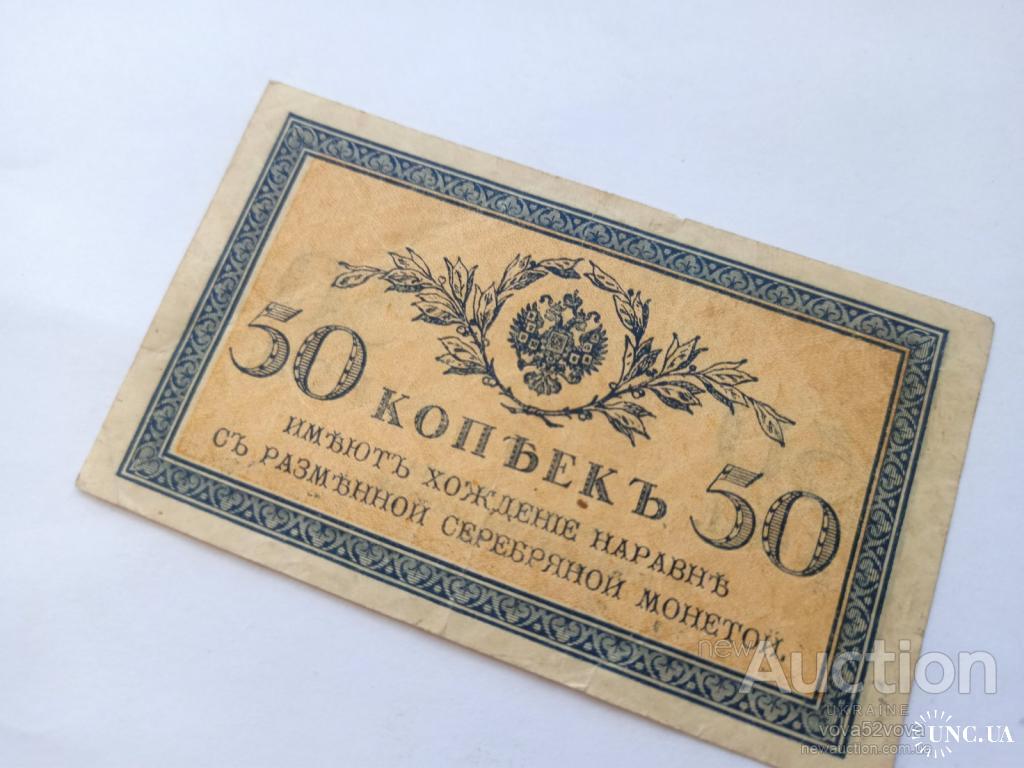 50 КОПѢЕКЪ 50
ИМѢЮТЪ ХОЖДЕНІЕ НАРАВНѢ
СЪ РАЗМѢННОЙ СЕРЕБРЯНОЙ МОНЕТОЙ.
newAuction
UKRAINE
vova52vova
newauction.com.ua
UNC.UA